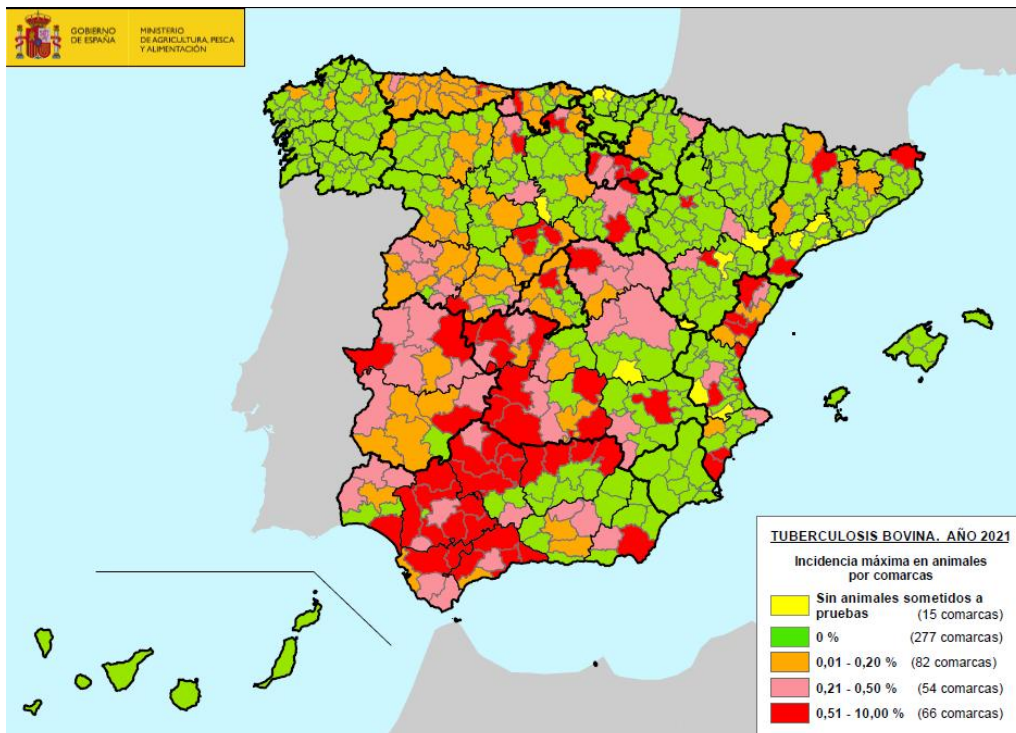 GOBIERNO
DE ESPAÑA
MINISTERIO
DE AGRICULTURA, PESCA
Y ALIMENTACIÓN
TUBERCULOSIS BOVINA. AÑO 2021
Incidencia máxima en animales
por comarcas
Sin animales sometidos a
pruebas (15 comarcas)
0 % (277 comarcas)
0,01 - 0,20 % (82 comarcas)
0,21 - 0,50 % (54 comarcas)
0,51 - 10,00 % (66 comarcas)